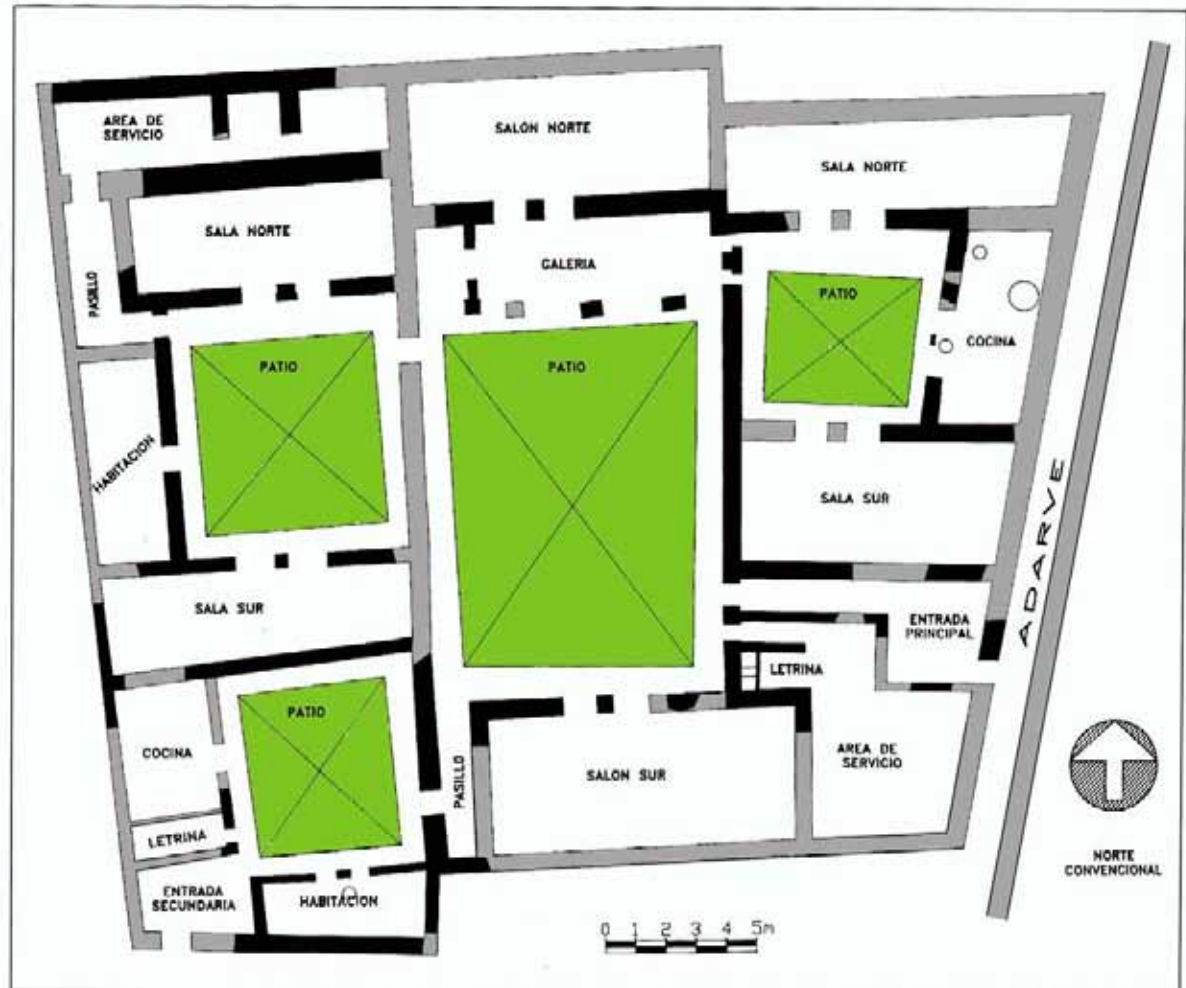 AREA DE
SERVICIO
SALON NORTE
SALA NORTE
SALA NORTE
GALERIA
PASILLO
PATIO
PATIO
PATIO
COCINA
HABITACION
SALA SUR
ADARVE
SALA SUR
ENTRADA
PRINCIPAL
LETRINA
PATIO
COCINA
AREA DE
SERVICIO
PASILLO
SALON SUR
LETRINA
ENTRADA
SECUNDARIA
HABITACION
NORTE
CONVENCIONAL
0 1 2 3 4 5m